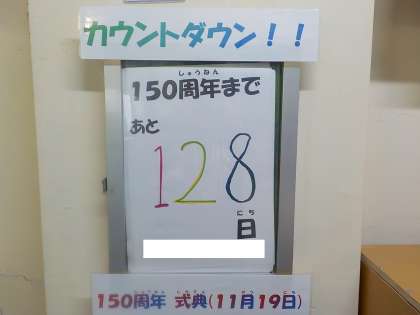 カウントダウン！！
しゅうねん
150周年まで
あと
128
にち
日
150周年 式典(11月19日)